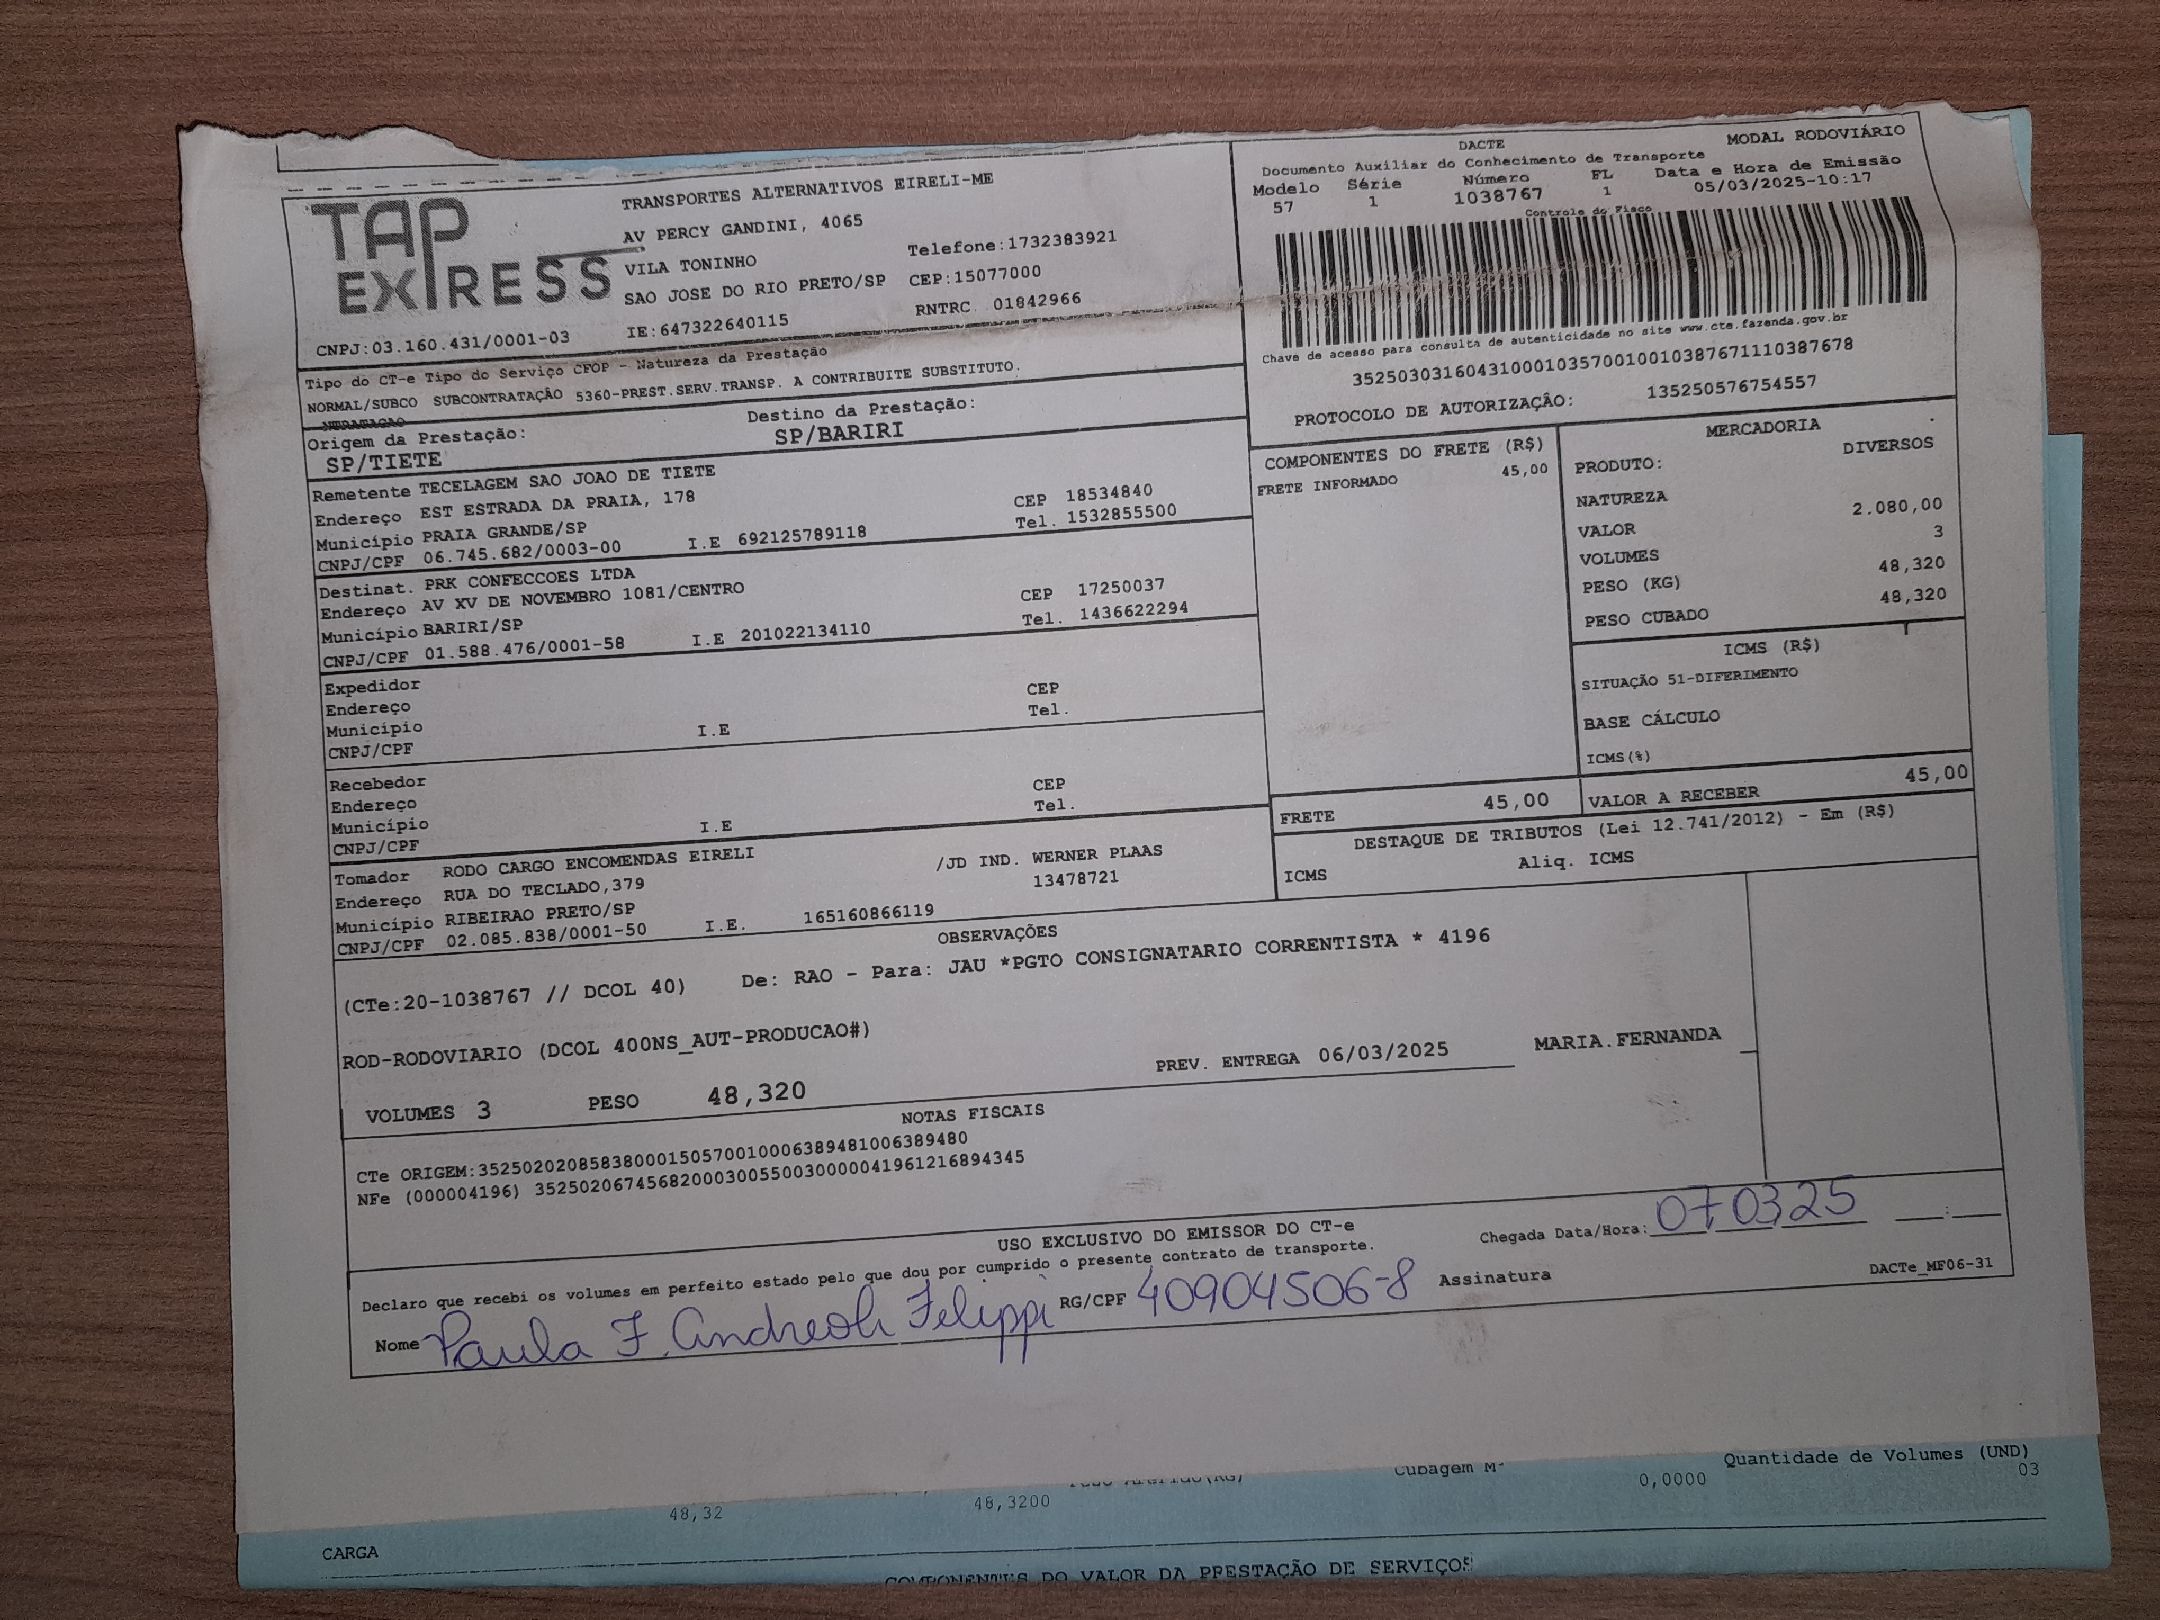 TAP EXPRESS
TRANSPORTES ALTERNATIVOS EIRELI-ME
AV PERCY GANDINI, 4065
VILA TONINHO Telefone:1732383921
SAO JOSE DO RIO PRETO/SP CEP:15077000
CNPJ:03.160.431/0001-03 IE:647322640115 RNTRC 01842966
DACTE MODAL RODOVIÁRIO
Documento Auxiliar do Conhecimento de Transporte
Modelo Série Número FL Data e Hora de Emissão
57 1 1038767 1 05/03/2025-10:17
Controle do Fisco
Chave de acesso para consulta de autenticidade no site www.cte.fazenda.gov.br
35250303160431000103570010010387671110387678
PROTOCOLO DE AUTORIZAÇÃO: 135250576754557
Tipo do CT-e Tipo do Serviço CFOP - Natureza da Prestação
NORMAL/SUBCO SUBCONTRATAÇÃO 5360-PREST.SERV.TRANSP. A CONTRIBUITE SUBSTITUTO.
NTRATACAO
Origem da Prestação: Destino da Prestação:
SP/TIETE SP/BARIRI
Remetente TECELAGEM SAO JOAO DE TIETE
Endereço EST ESTRADA DA PRAIA, 178 CEP 18534840
Município PRAIA GRANDE/SP Tel. 1532855500
CNPJ/CPF 06.745.682/0003-00 I.E 692125789118
Destinat. PRK CONFECCOES LTDA
Endereço AV XV DE NOVEMBRO 1081/CENTRO CEP 17250037
Município BARIRI/SP Tel. 1436622294
CNPJ/CPF 01.588.476/0001-58 I.E 201022134110
Expedidor CEP
Endereço Tel.
Município I.E
CNPJ/CPF
Recebedor CEP
Endereço Tel.
Município I.E
CNPJ/CPF
Tomador RODO CARGO ENCOMENDAS EIRELI /JD IND. WERNER PLAAS
Endereço RUA DO TECLADO,379 13478721
Município RIBEIRAO PRETO/SP
CNPJ/CPF 02.085.838/0001-50 I.E. 165160866119
COMPONENTES DO FRETE (R$)
FRETE INFORMADO 45,00
MERCADORIA
PRODUTO: DIVERSOS
NATUREZA
VALOR 2.080,00
VOLUMES 3
PESO (KG) 48,320
PESO CUBADO 48,320
ICMS (R$)
SITUAÇÃO 51-DIFERIMENTO
BASE CÁLCULO
ICMS(%)
FRETE 45,00 VALOR A RECEBER 45,00
DESTAQUE DE TRIBUTOS (Lei 12.741/2012) - Em (R$)
ICMS Aliq. ICMS
OBSERVAÇÕES
(CTe:20-1038767 // DCOL 40) De: RAO - Para: JAU *PGTO CONSIGNATARIO CORRENTISTA * 4196
ROD-RODOVIARIO (DCOL 400NS_AUT-PRODUCAO#)
PREV. ENTREGA 06/03/2025 MARIA.FERNANDA
VOLUMES 3 PESO 48,320
NOTAS FISCAIS
CTe ORIGEM:35250202085838000150570010006389481006389480
NFe (000004196) 35250206745682000300550030000041961216894345
USO EXCLUSIVO DO EMISSOR DO CT-e
Declaro que recebi os volumes em perfeito estado pelo que dou por cumprido o presente contrato de transporte.
Chegada Data/Hora: 07 03 25
Nome Paula F. Andreoli Felippi RG/CPF 40904506-8 Assinatura
DACTe_MF06-31
Cubagem M³ Quantidade de Volumes (UND)
48,32 48,3200 0,0000 03
CARGA
COMPONENTES DO VALOR DA PRESTAÇÃO DE SERVIÇOS